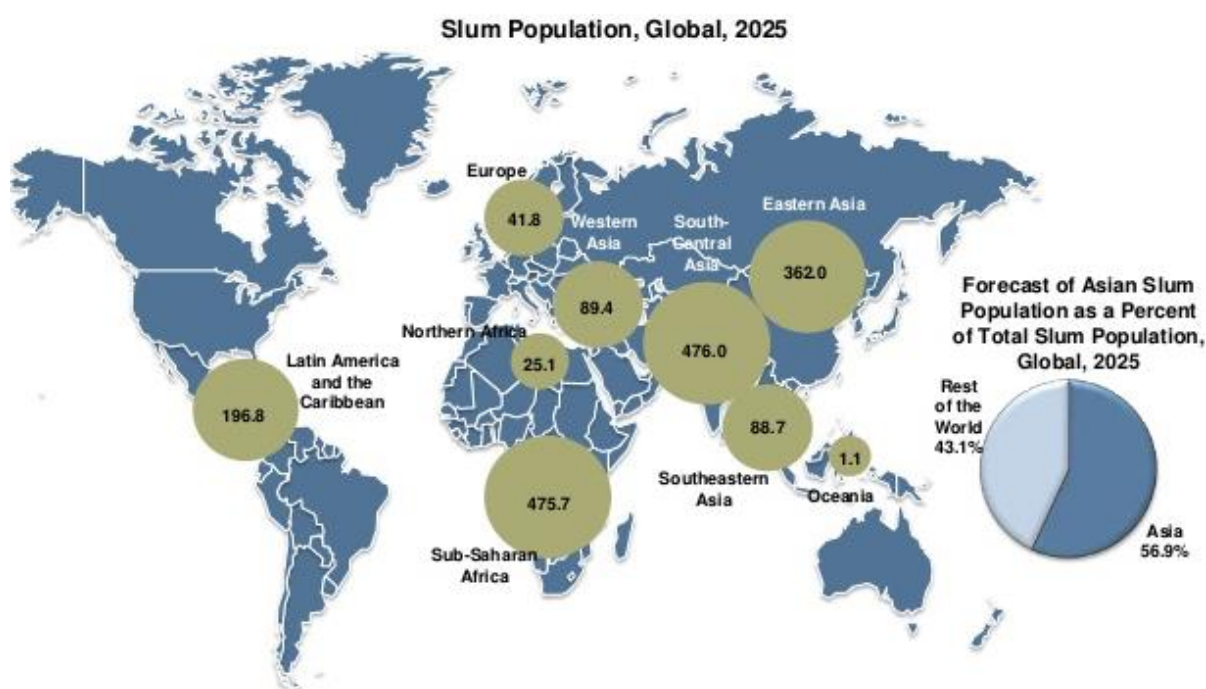 Slum Population, Global, 2025
Europe
41.8
Western
Asia
South-
Central
Asia
Eastern Asia
362.0
89.4
476.0
Northern Africa
25.1
Latin America
and the
Caribbean
196.8
88.7
Southeastern
Asia
1.1
Oceania
475.7
Sub-Saharan
Africa
Forecast of Asian Slum
Population as a Percent
of Total Slum Population,
Global, 2025
Rest
of the
World
43.1%
Asia
56.9%